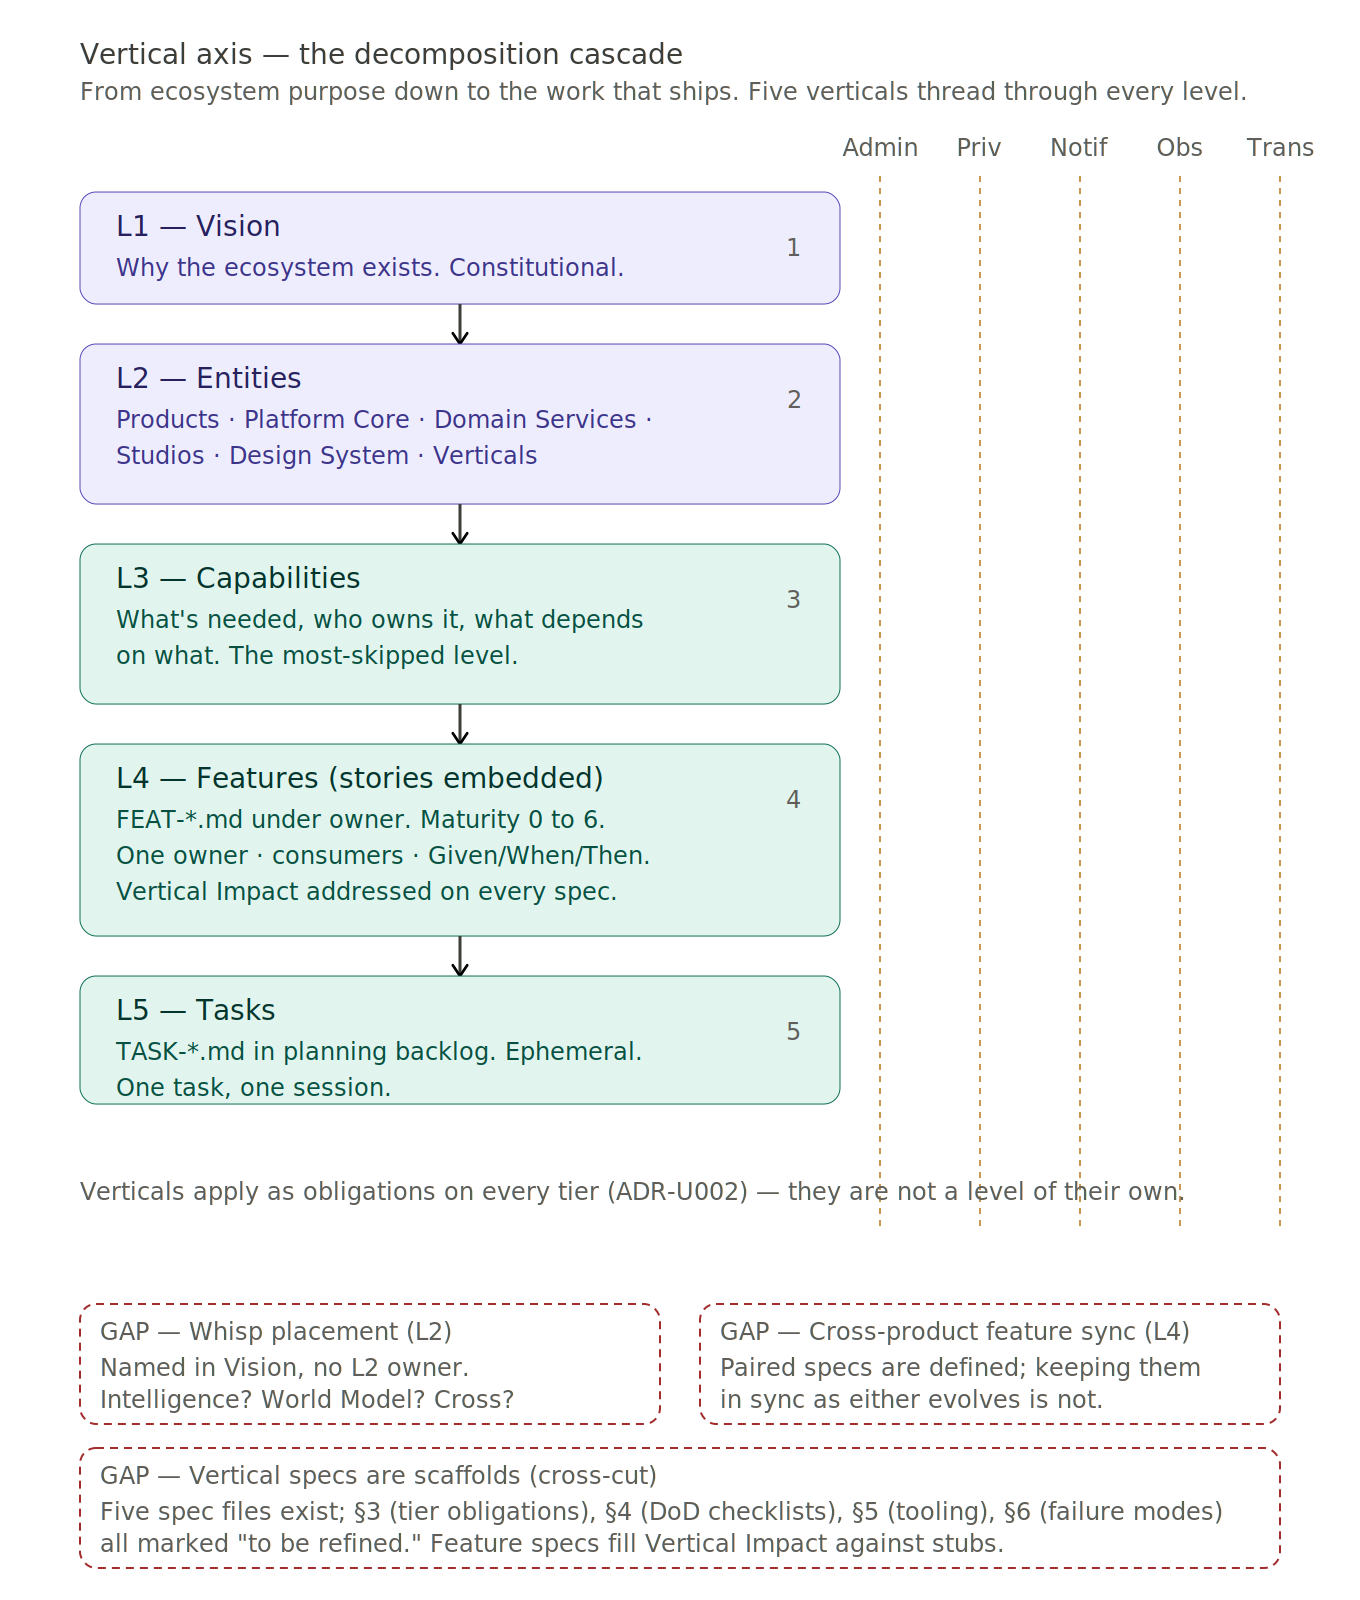 Vertical axis — the decomposition cascade
From ecosystem purpose down to the work that ships. Five verticals thread through every level.
Admin Priv Notif Obs Trans
L1 — Vision
1
Why the ecosystem exists. Constitutional.
L2 — Entities
2
Products · Platform Core · Domain Services ·
Studios · Design System · Verticals
L3 — Capabilities
3
What's needed, who owns it, what depends
on what. The most-skipped level.
L4 — Features (stories embedded)
4
FEAT-*.md under owner. Maturity 0 to 6.
One owner · consumers · Given/When/Then.
Vertical Impact addressed on every spec.
L5 — Tasks
5
TASK-*.md in planning backlog. Ephemeral.
One task, one session.
Verticals apply as obligations on every tier (ADR-U002) — they are not a level of their own.
GAP — Whisp placement (L2)
Named in Vision, no L2 owner.
Intelligence? World Model? Cross?
GAP — Cross-product feature sync (L4)
Paired specs are defined; keeping them
in sync as either evolves is not.
GAP — Vertical specs are scaffolds (cross-cut)
Five spec files exist; §3 (tier obligations), §4 (DoD checklists), §5 (tooling), §6 (failure modes)
all marked "to be refined." Feature specs fill Vertical Impact against stubs.